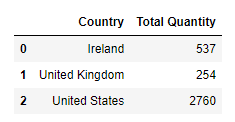 Country Total Quantity
0 Ireland 537
1 United Kingdom 254
2 United States 2760